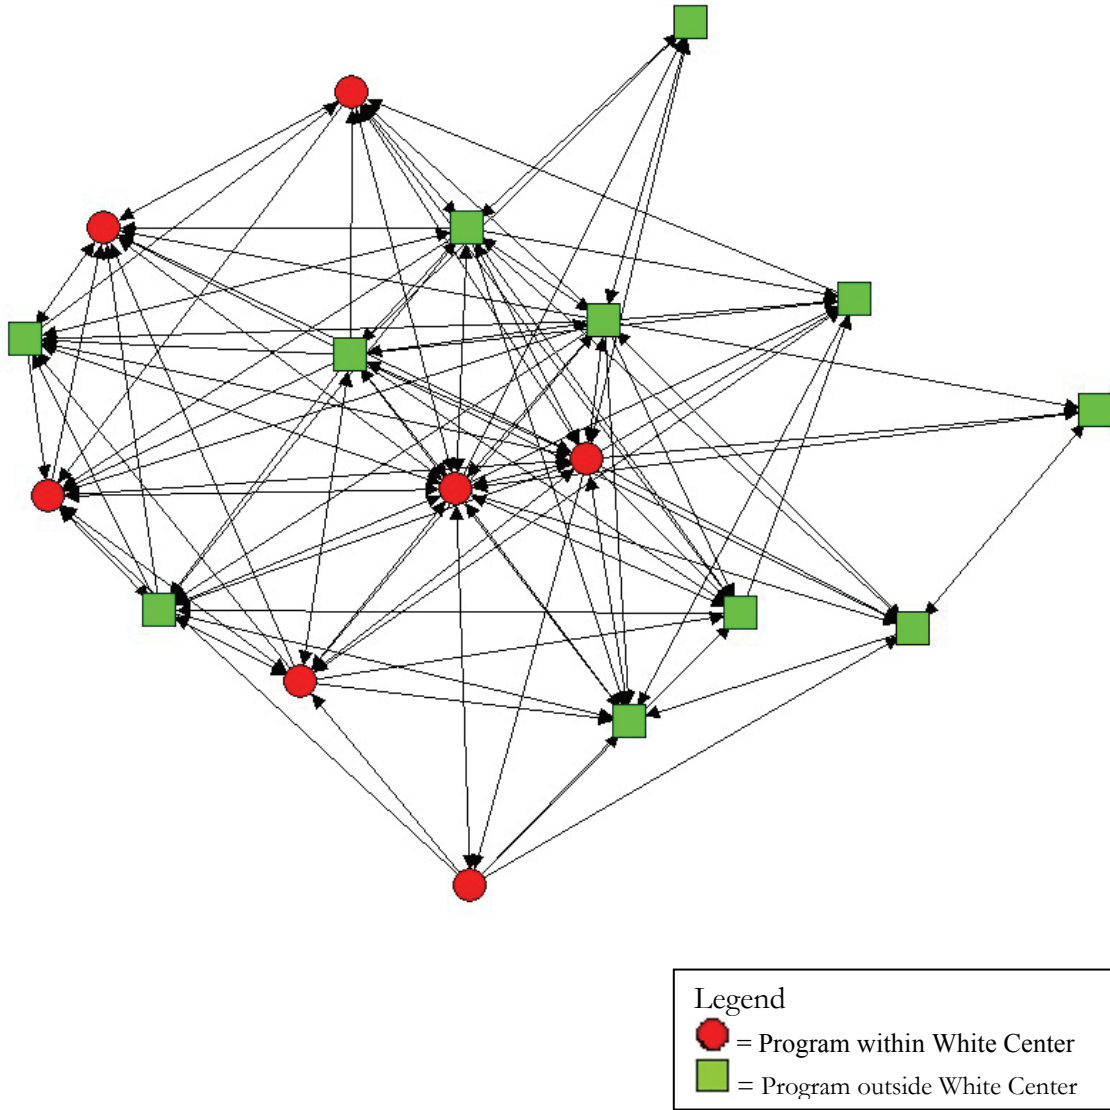 Legend
= Program within White Center
= Program outside White Center